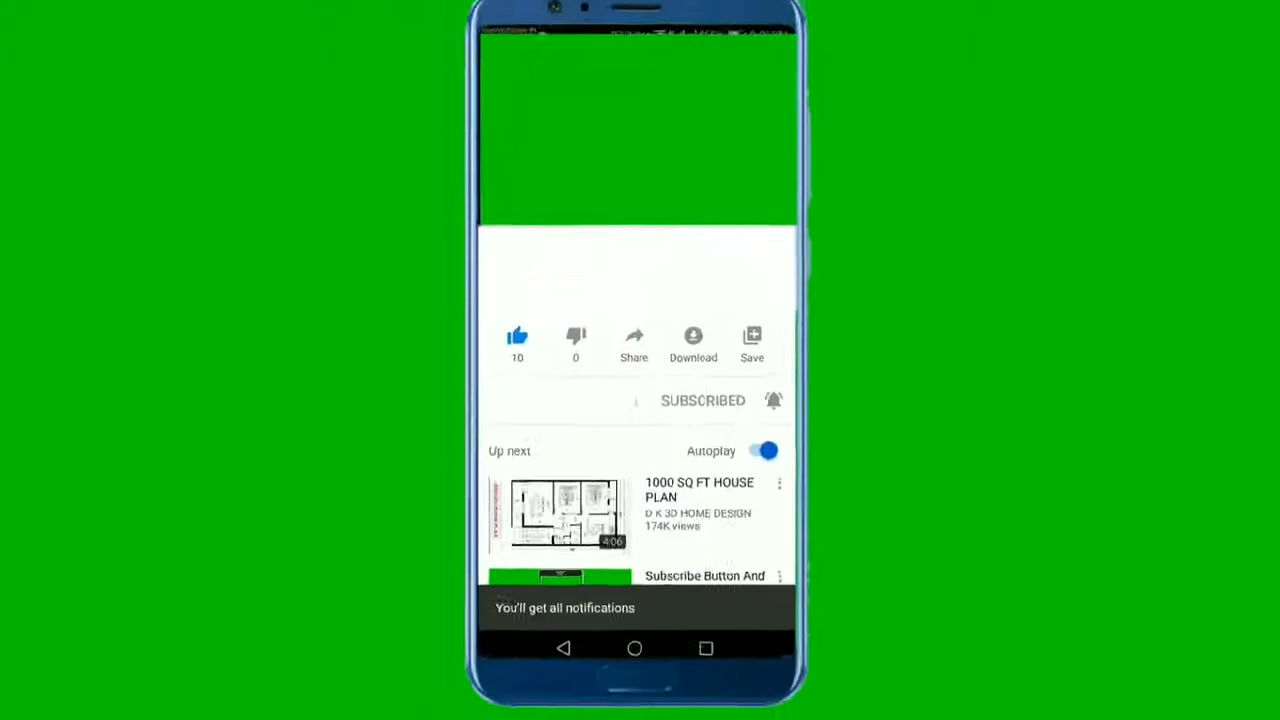 10
0
Share
Download
Save
SUBSCRIBED
Up next
Autoplay
1000 SQ FT HOUSE
PLAN
D K 3D HOME DESIGN
174K views
4:06
Subscribe Button And
You'll get all notifications